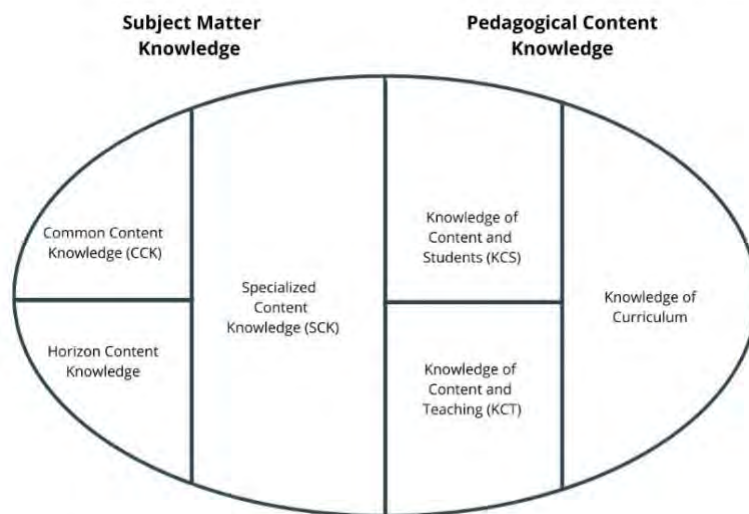 Subject Matter
Knowledge
Pedagogical Content
Knowledge
Common Content
Knowledge (CCK)
Horizon Content
Knowledge
Specialized
Content
Knowledge (SCK)
Knowledge of
Content and
Students (KCS)
Knowledge of
Content and
Teaching (KCT)
Knowledge of
Curriculum